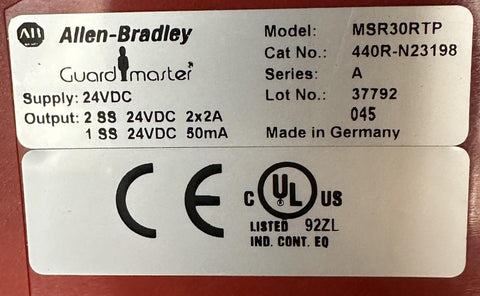 AB Allen-Bradley
Guardmaster
Supply: 24VDC
Output: 2 SS 24VDC 2x2A
1 SS 24VDC 50mA
Model: MSR30RTP
Cat No.: 440R-N23198
Series: A
Lot No.: 37792
045
Made in Germany
CE
C UL US
LISTED 92ZL
IND. CONT. EQ